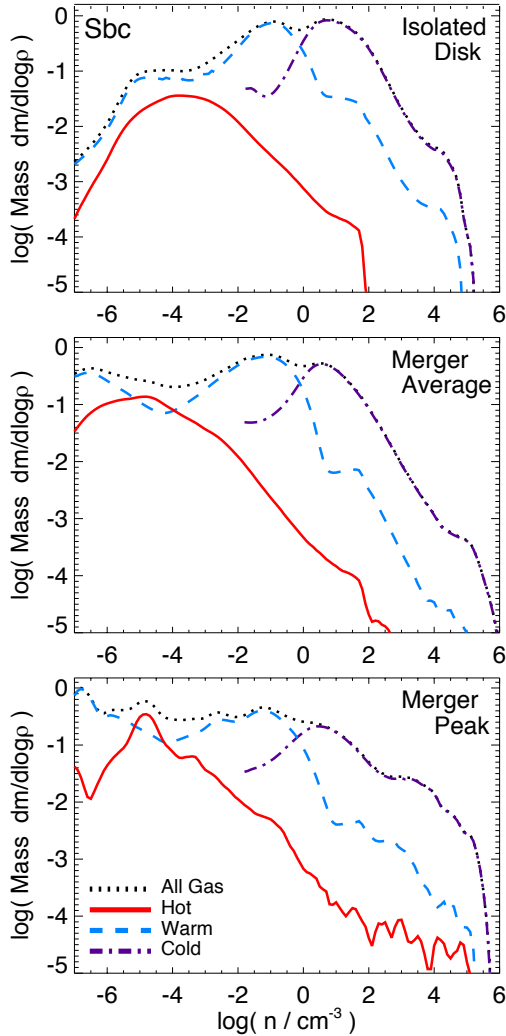 Sbc
Isolated
Disk
log( Mass dm/dlogρ )
0
-1
-2
-3
-4
-5
-6 -4 -2 0 2 4 6
Merger
Average
log( Mass dm/dlogρ )
0
-1
-2
-3
-4
-5
-6 -4 -2 0 2 4 6
Merger
Peak
log( Mass dm/dlogρ )
0
-1
-2
-3
-4
-5
All Gas
Hot
Warm
Cold
-6 -4 -2 0 2 4 6
log( n / cm⁻³ )